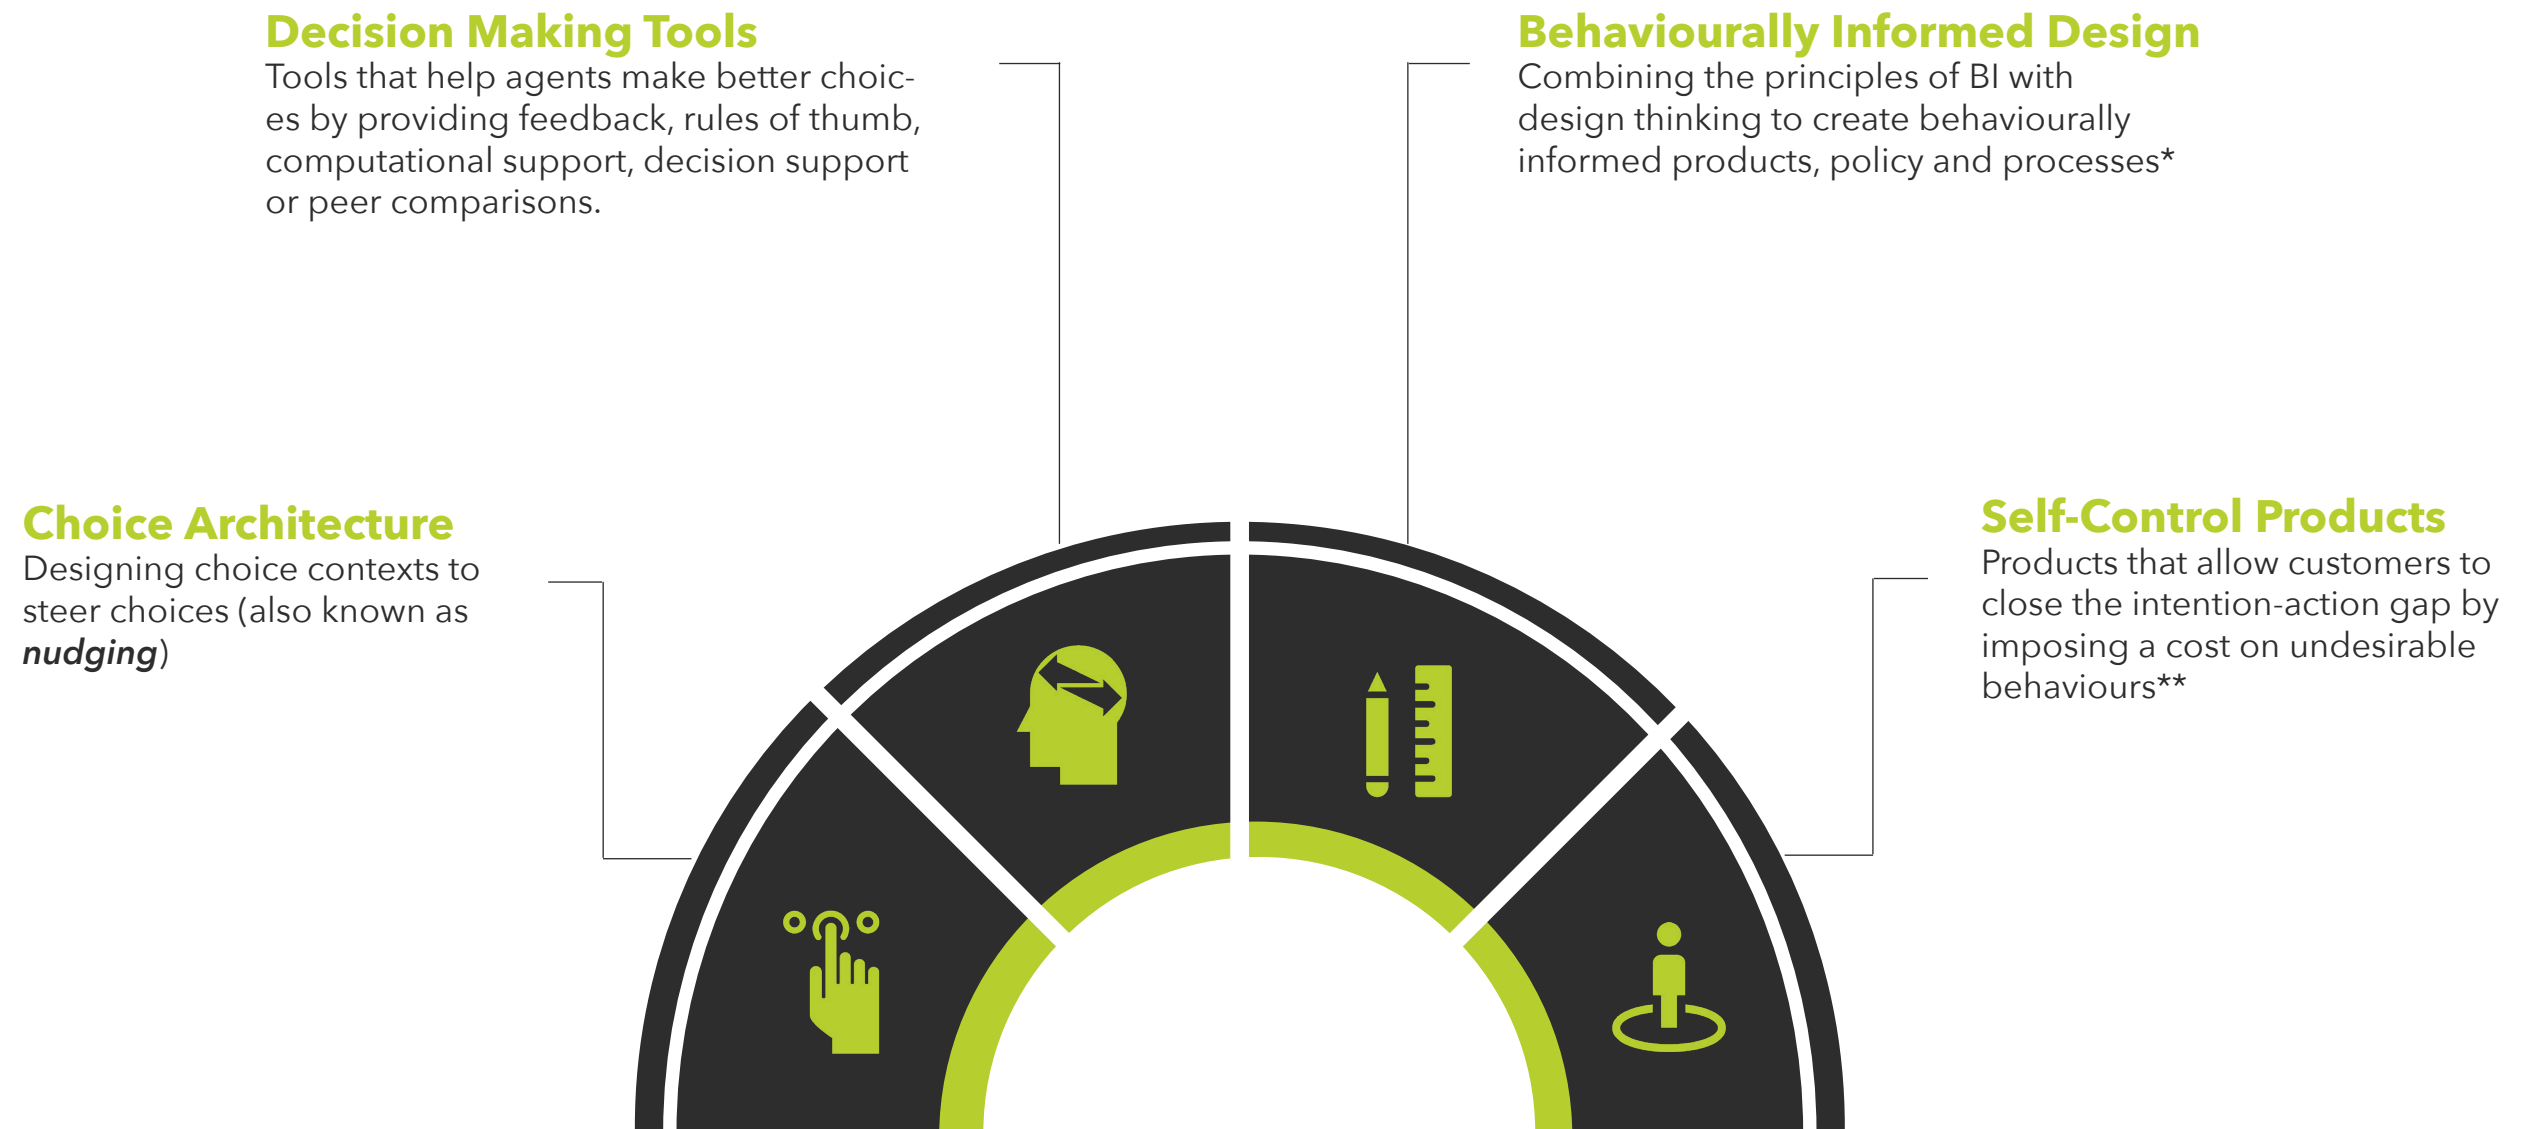 Decision Making Tools
Tools that help agents make better choic-
es by providing feedback, rules of thumb,
computational support, decision support
or peer comparisons.
Behaviourally Informed Design
Combining the principles of BI with
design thinking to create behaviourally
informed products, policy and processes*
Choice Architecture
Designing choice contexts to
steer choices (also known as
nudging)
Self-Control Products
Products that allow customers to
close the intention-action gap by
imposing a cost on undesirable
behaviours**